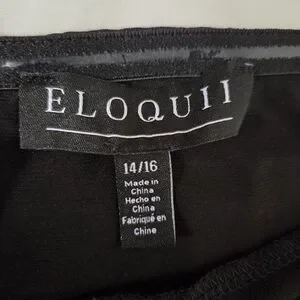 ELOQUII
14/16
Made in
China
Hecho en
China
Fabriqué en
Chine